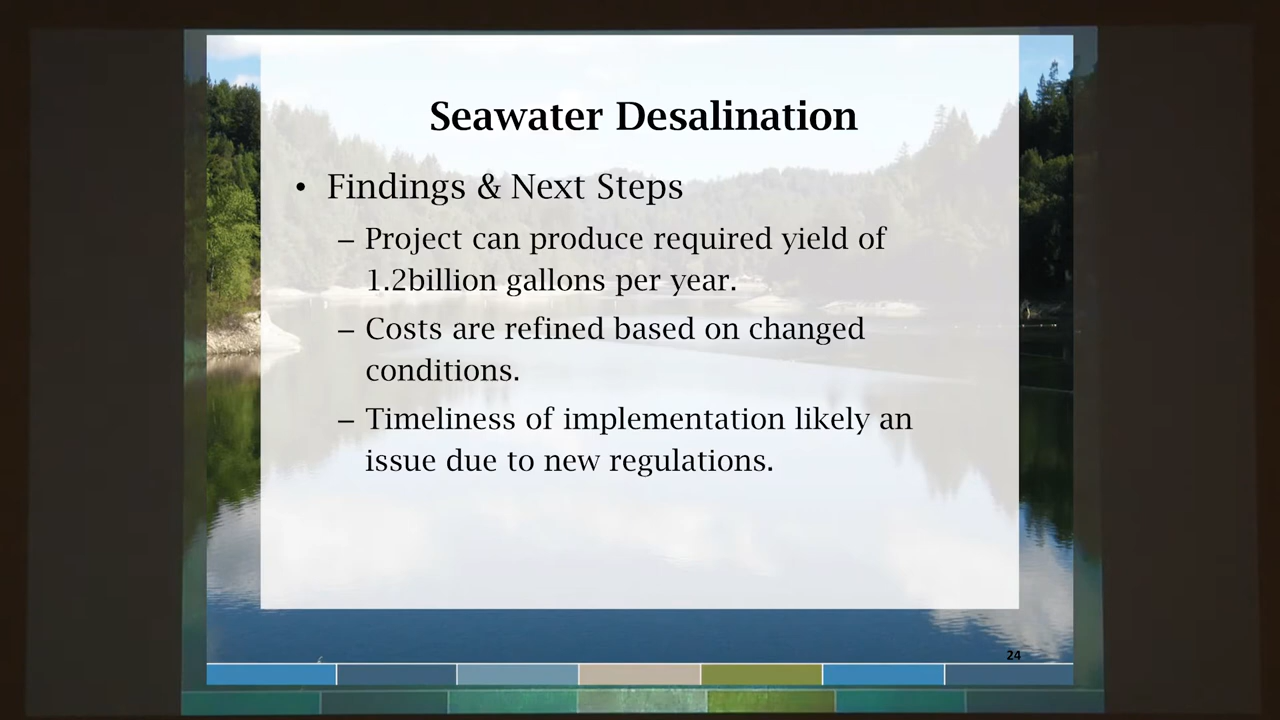 Seawater Desalination
• Findings & Next Steps
– Project can produce required yield of
1.2billion gallons per year.
– Costs are refined based on changed
conditions.
– Timeliness of implementation likely an
issue due to new regulations.
24